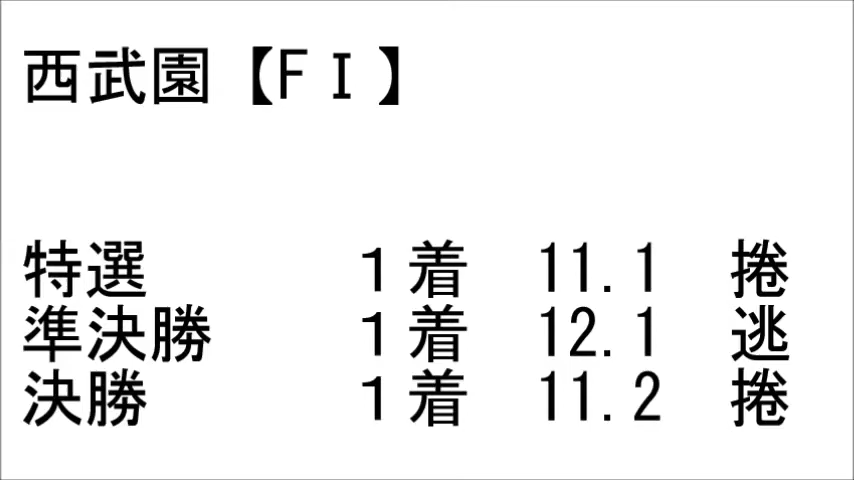 西武園【FⅠ】
特選 １着 11.1 捲
準決勝 １着 12.1 逃
決勝 １着 11.2 捲